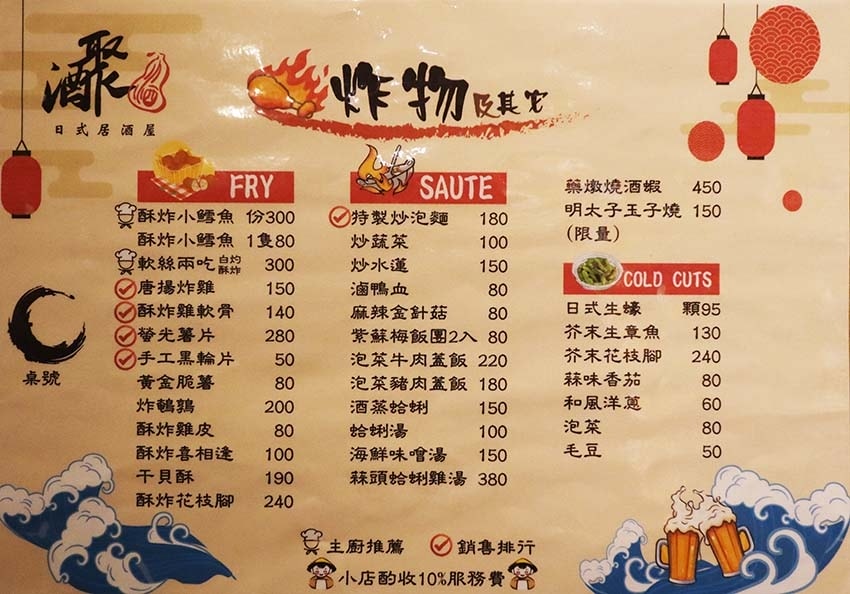 聚
酒
日式居酒屋
炸物及其它
FRY
酥炸小鱈魚 份300
酥炸小鱈魚 1隻80
軟絲兩吃 白灼 酥炸 300
唐揚炸雞 150
酥炸雞軟骨 140
螢光薯片 280
手工黑輪片 50
黃金脆薯 80
炸鵪鶉 200
酥炸雞皮 80
酥炸喜相逢 100
干貝酥 190
酥炸花枝腳 240
SAUTE
特製炒泡麵 180
炒蔬菜 100
炒水蓮 150
滷鴨血 80
麻辣金針菇 80
紫蘇梅飯團2入 80
泡菜牛肉蓋飯 220
泡菜豬肉蓋飯 180
酒蒸蛤蜊 150
蛤蜊湯 100
海鮮味噌湯 150
蒜頭蛤蜊雞湯 380
藥燉燒酒蝦 450
明太子玉子燒 150
(限量)
COLD CUTS
日式生蠔 顆95
芥末生章魚 130
芥末花枝腳 240
蒜味香茄 80
和風洋蔥 60
泡菜 80
毛豆 50
桌號
主廚推薦 銷售排行
小店酌收10%服務費